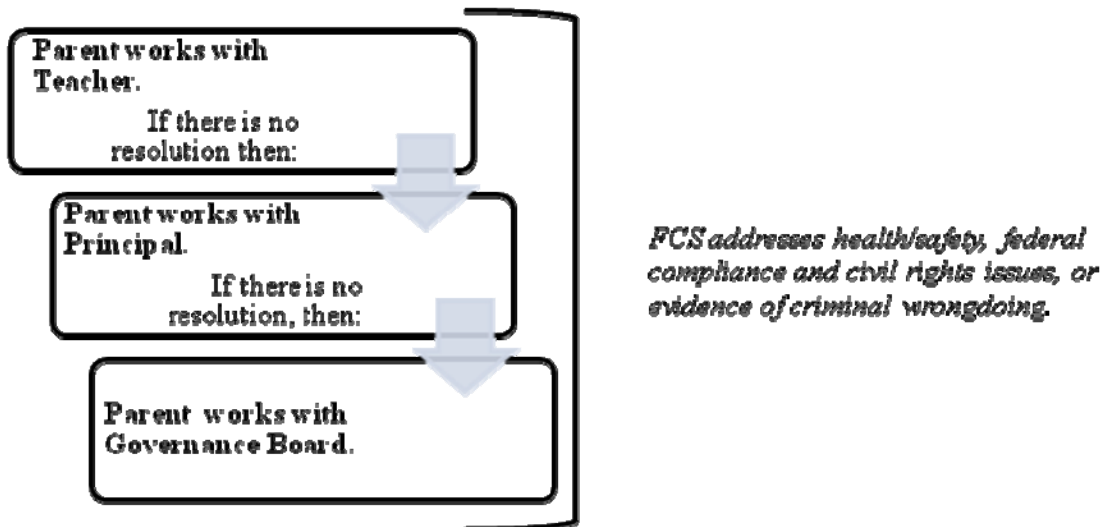 Parent works with
Teacher.
If there is no
resolution then:
Parent works with
Principal.
If there is no
resolution, then:
Parent works with
Governance Board.
FCS addresses health/safety, federal
compliance and civil rights issues, or
evidence of criminal wrongdoing.